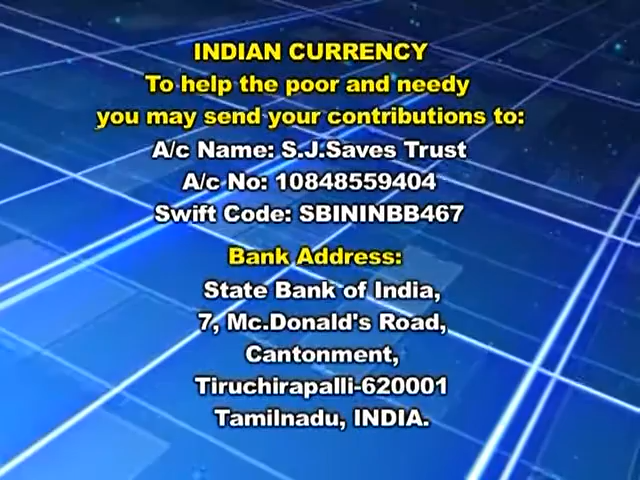 INDIAN CURRENCY
To help the poor and needy
you may send your contributions to:
A/c Name: S.J.Saves Trust
A/c No: 10848559404
Swift Code: SBININBB467
Bank Address:
State Bank of India,
7, Mc.Donald's Road,
Cantonment,
Tiruchirapalli-620001
Tamilnadu, INDIA.